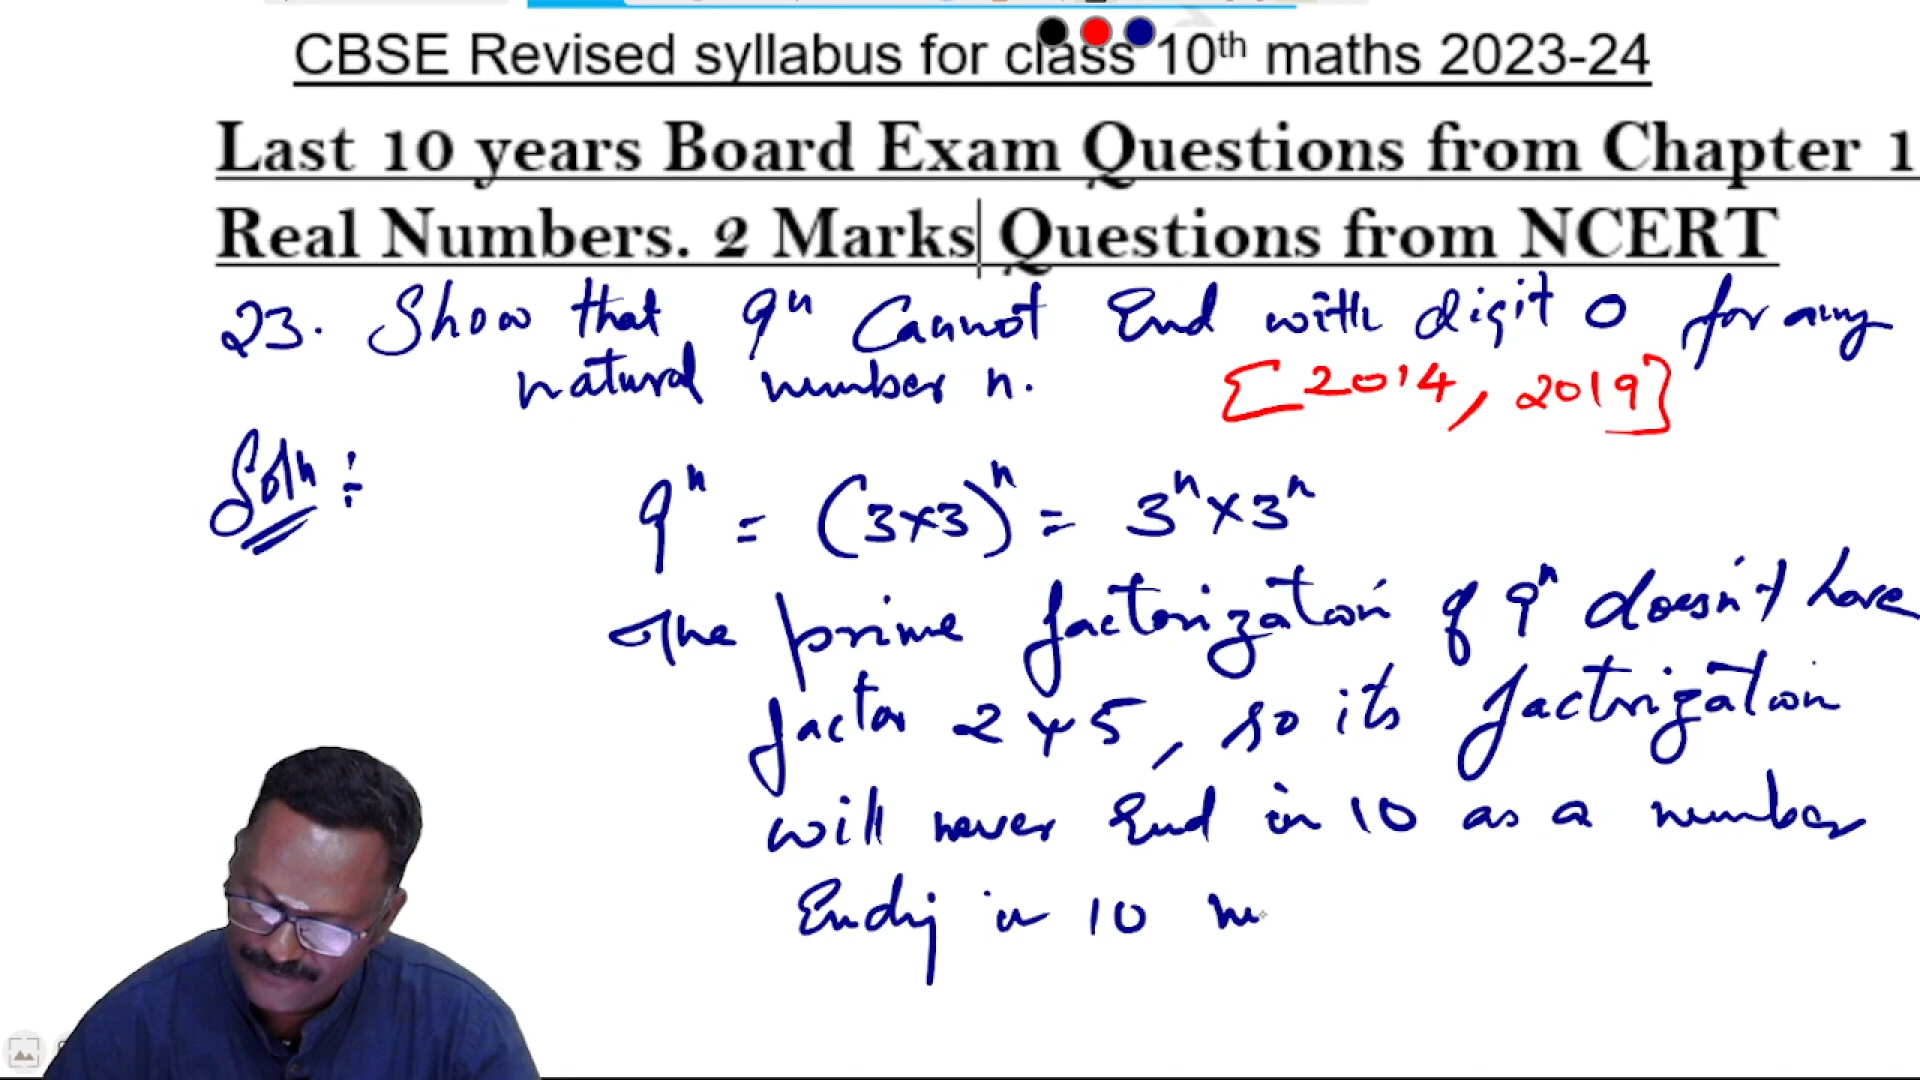 CBSE Revised syllabus for class 10th maths 2023-24
Last 10 years Board Exam Questions from Chapter 1
Real Numbers. 2 Marks Questions from NCERT
23. Show that 9ⁿ Cannot End with digit 0 for any
natural number n. [2014, 2019]
Soln :
9ⁿ = (3×3)ⁿ = 3ⁿ×3ⁿ
The prime factorization of 9ⁿ doesn't have
factor 2 & 5, so its factorization
will never End in 10 as a number
Ending in 10